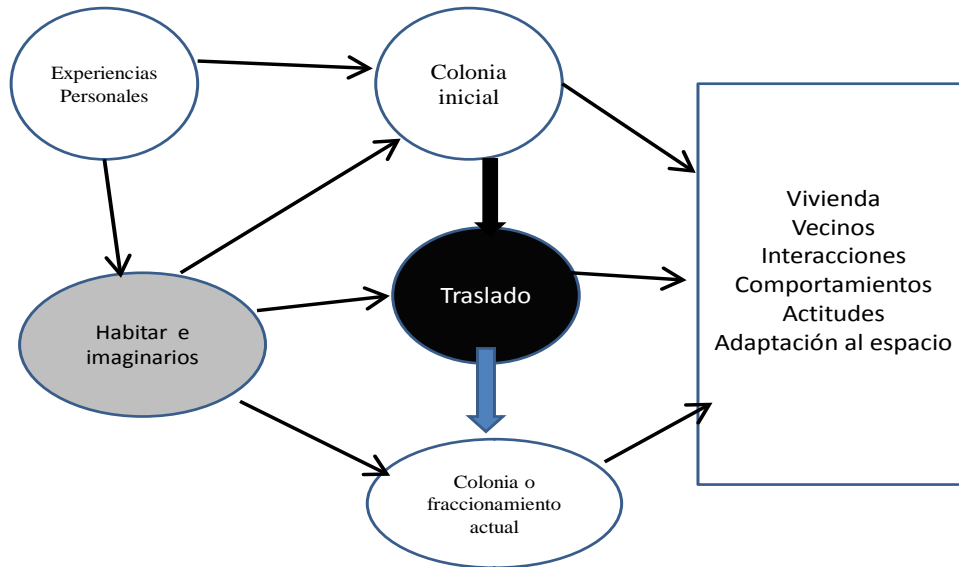 Experiencias
Personales
Colonia
inicial
Vivienda
Vecinos
Interacciones
Comportamientos
Actitudes
Adaptación al espacio
Traslado
Habitar e
imaginarios
Colonia o
fraccionamiento
actual